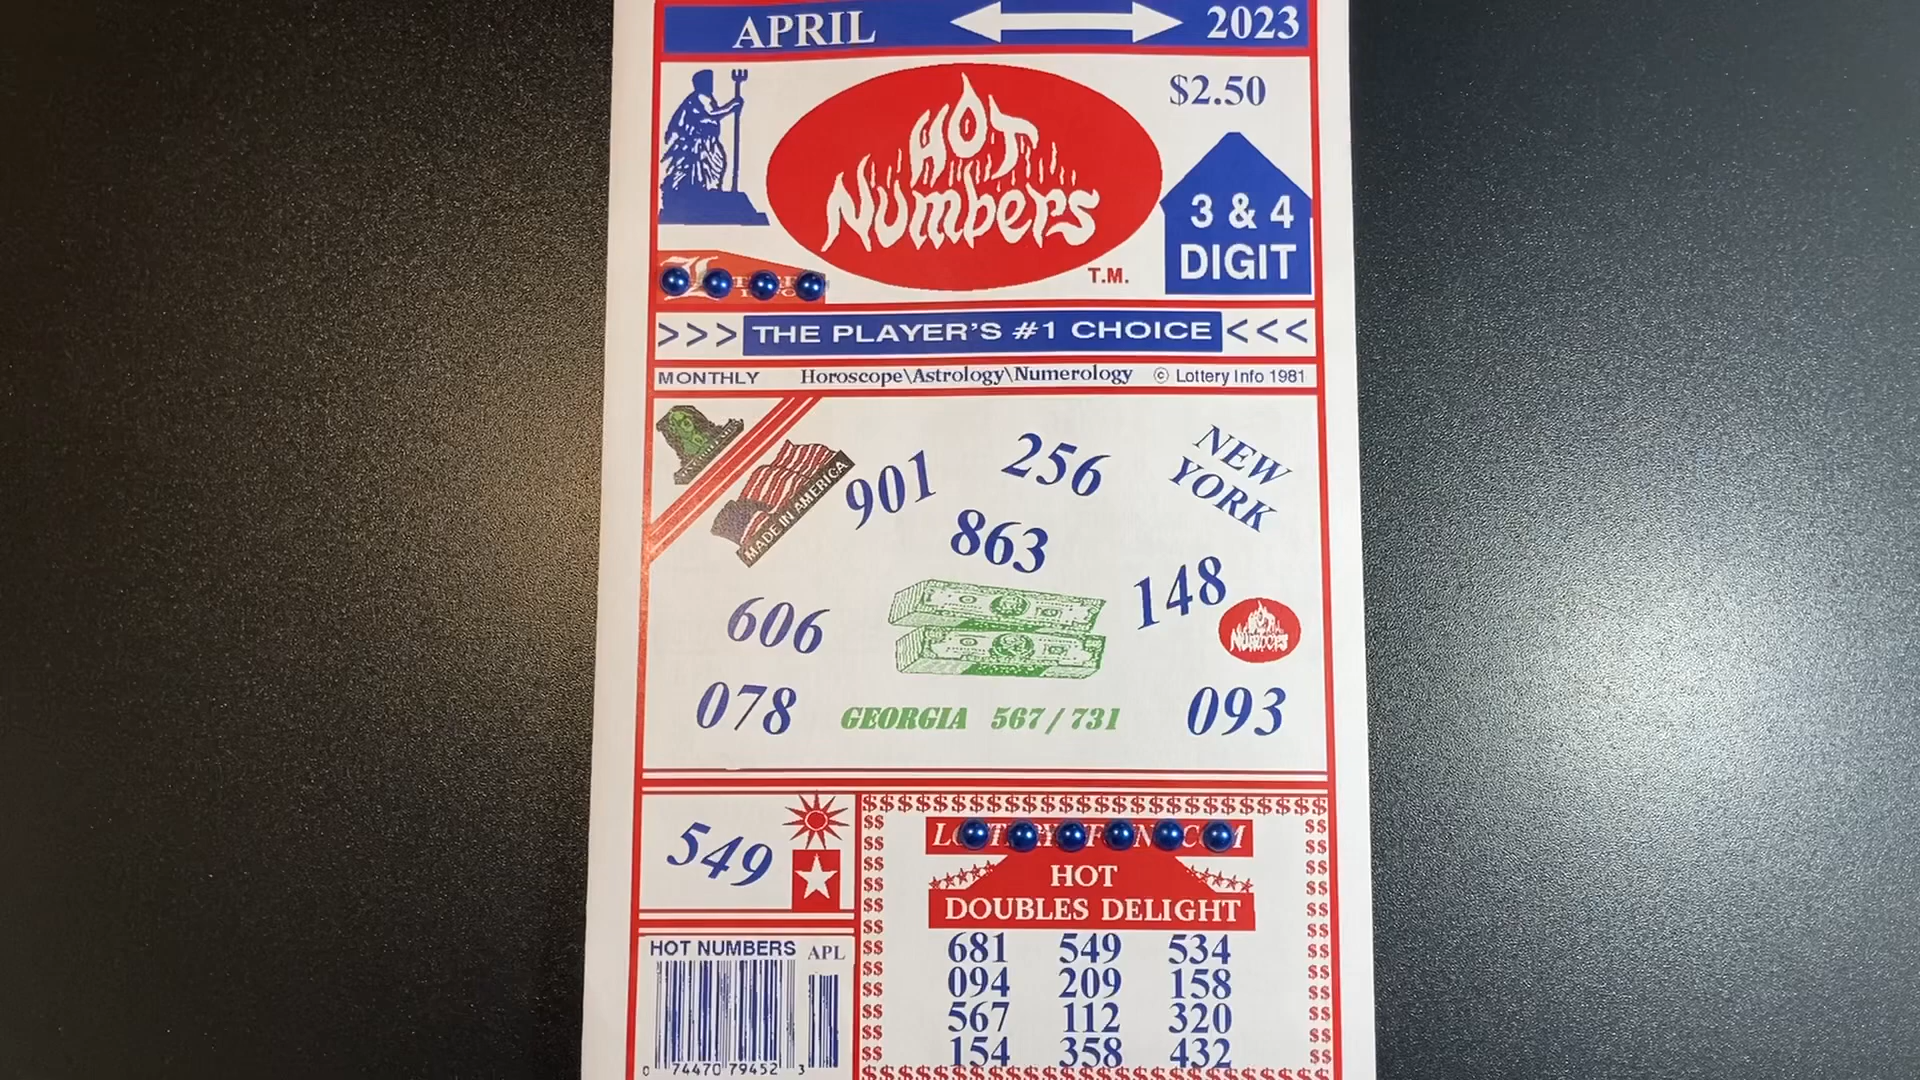 APRIL 2023
$2.50
HOT
NUMBERS
T.M.
3 & 4
DIGIT
>>> THE PLAYER'S #1 CHOICE <<<
MONTHLY Horoscope\Astrology\Numerology © Lottery Info 1981
MADE IN AMERICA
901
256
NEW
YORK
863
148
HOT
NUMBERS
606
078
GEORGIA 567 / 731
093
549
$$$$$$$$$$$$$$$$$$$$$$$$$$
HOT
DOUBLES DELIGHT
681 549 534
094 209 158
567 112 320
154 358 432
HOT NUMBERS APL
0 74470 79452 3